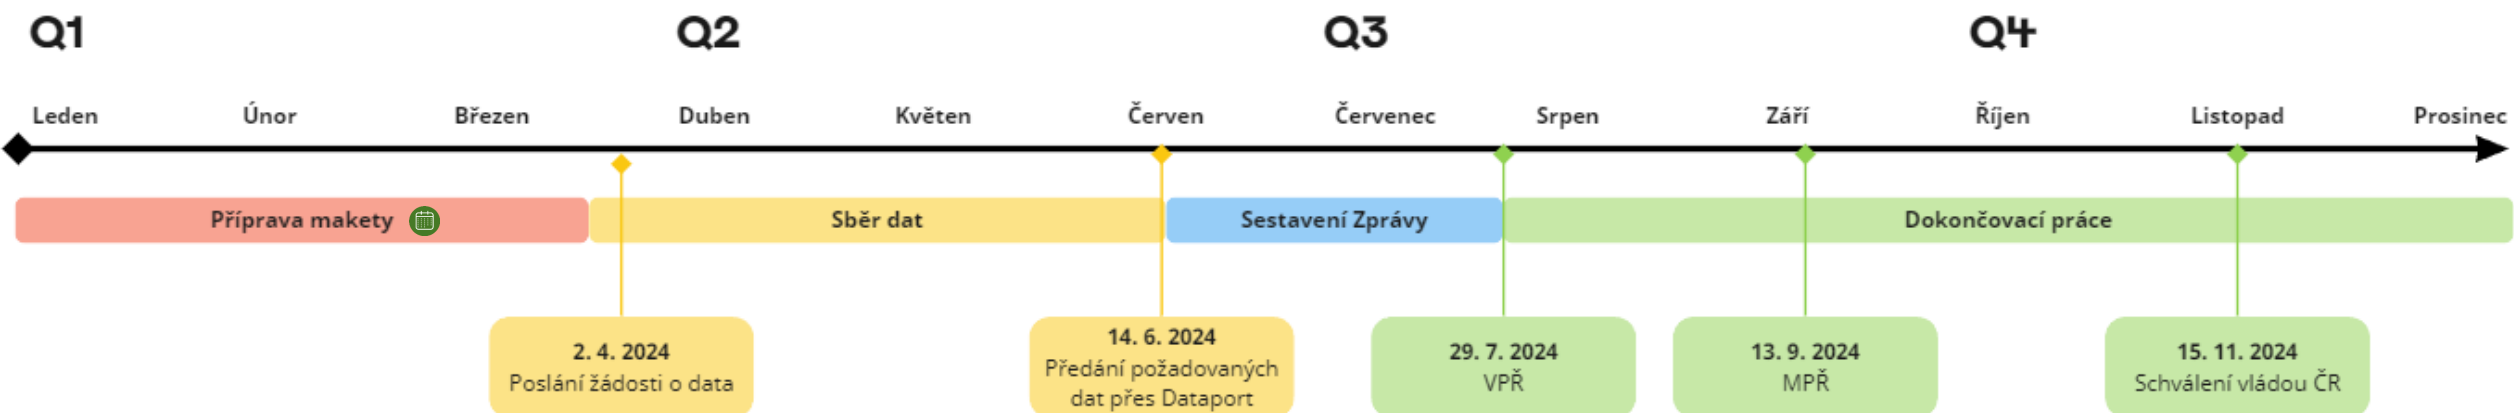 Q1 Q2 Q3 Q4
Leden Únor Březen Duben Květen Červen Červenec Srpen Září Říjen Listopad Prosinec
Příprava makety Sběr dat Sestavení Zprávy Dokončovací práce
2. 4. 2024
Poslání žádosti o data
14. 6. 2024
Předání požadovaných
dat přes Dataport
29. 7. 2024
VPŘ
13. 9. 2024
MPŘ
15. 11. 2024
Schválení vládou ČR